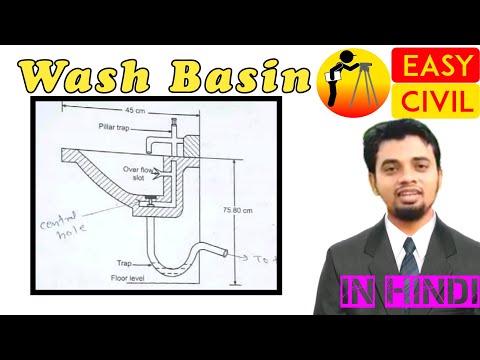 Wash Basin
EASY
CIVIL
45 cm
Pillar trap
Over flow
slot
75.80 cm
central
hole
Trap
To
Floor level
IN HINDI